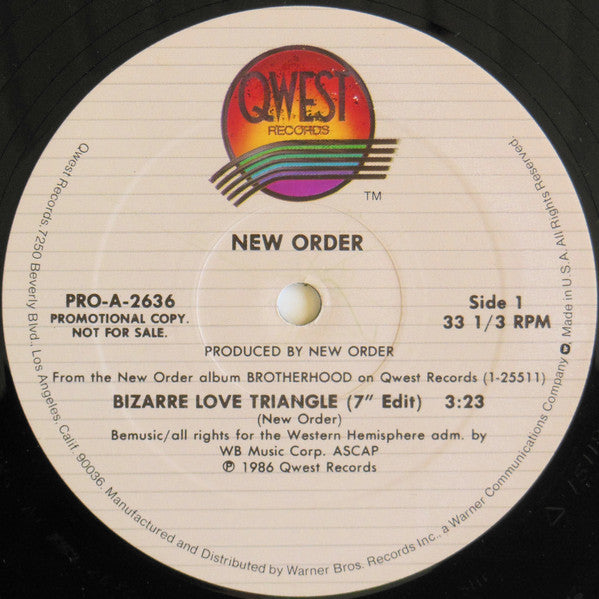 QWEST
RECORDS
TM
NEW ORDER
PRO-A-2636
PROMOTIONAL COPY.
NOT FOR SALE.
Side 1
33 1/3 RPM
PRODUCED BY NEW ORDER
From the New Order album BROTHERHOOD on Qwest Records (1-25511)
BIZARRE LOVE TRIANGLE (7" Edit) 3:23
(New Order)
Bemusic/all rights for the Western Hemisphere adm. by
WB Music Corp. ASCAP
℗ 1986 Qwest Records
Qwest Records, 7250 Beverly Blvd., Los Angeles, Calif. 90036. Manufactured and Distributed by Warner Bros. Records Inc., a Warner Communications Company Made in U.S.A. All Rights Reserved.